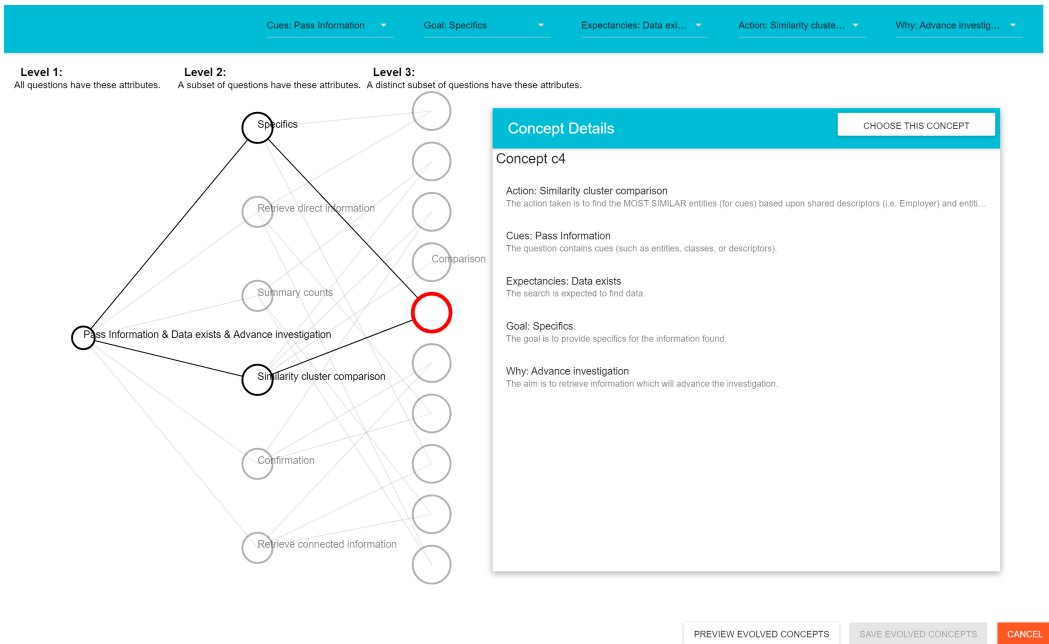 Cues: Pass Information
Goal: Specifics
Expectancies: Data exi...
Action: Similarity cluste...
Why: Advance investig...
Level 1:
All questions have these attributes.
Level 2:
A subset of questions have these attributes.
Level 3:
A distinct subset of questions have these attributes.
Specifics
Retrieve direct information
Comparison
Summary counts
Pass Information & Data exists & Advance investigation
Similarity cluster comparison
Confirmation
Retrieve connected information
Concept Details
CHOOSE THIS CONCEPT
Concept c4
Action: Similarity cluster comparison
The action taken is to find the MOST SIMILAR entities (for cues) based upon shared descriptors (i.e. Employer) and entiti...
Cues: Pass Information
The question contains cues (such as entities, classes, or descriptors).
Expectancies: Data exists
The search is expected to find data.
Goal: Specifics
The goal is to provide specifics for the information found.
Why: Advance investigation
The aim is to retrieve information which will advance the investigation.
PREVIEW EVOLVED CONCEPTS
SAVE EVOLVED CONCEPTS
CANCEL